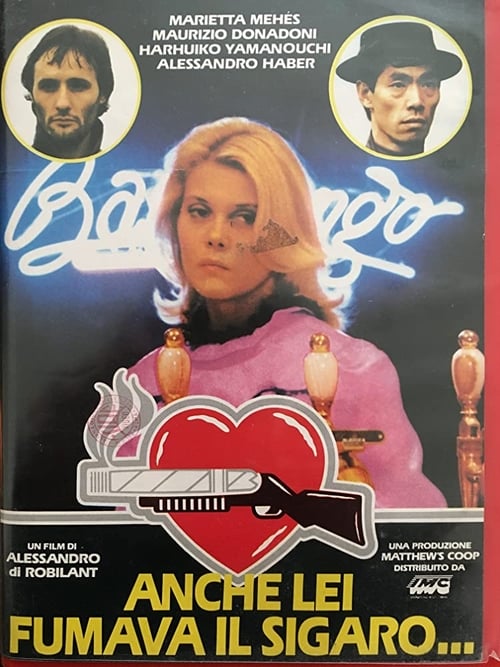 MARIETTA MEHÉS
MAURIZIO DONADONI
HARHUIKO YAMANOUCHI
ALESSANDRO HABER
UN FILM DI
ALESSANDRO
di ROBILANT
UNA PRODUZIONE
MATTHEW'S COOP
DISTRIBUITO DA
IMC
ANCHE LEI
FUMAVA IL SIGARO...